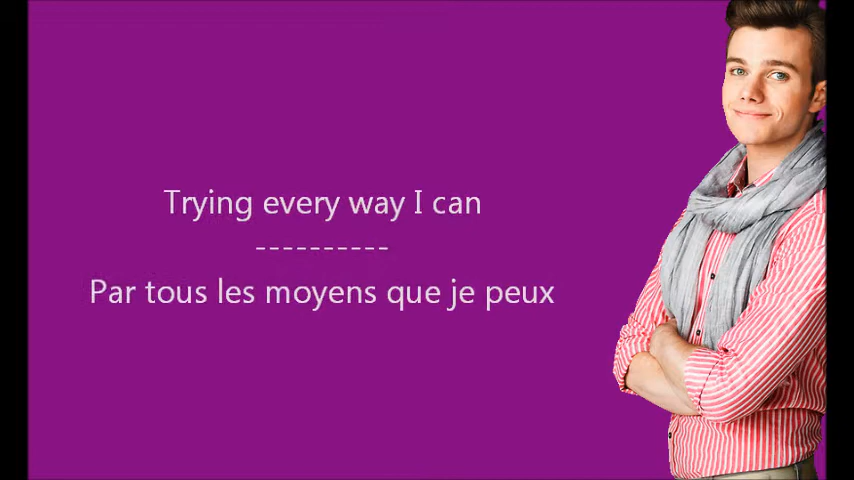 Trying every way I can
----------
Par tous les moyens que je peux